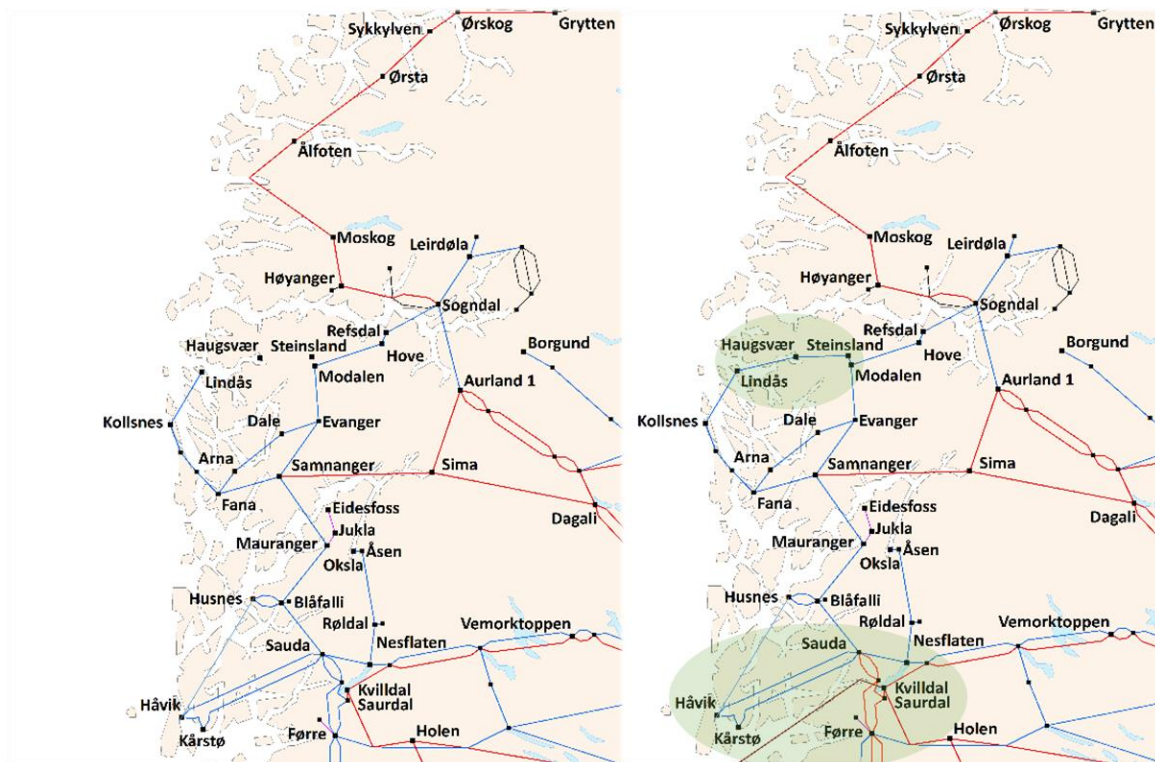 Ørskog
Grytten
Sykkylven
Ørsta
Ålfoten
Moskog
Leirdøla
Høyanger
Sogndal
Refsdal
Haugsvær
Steinsland
Hove
Borgund
Modalen
Lindås
Aurland 1
Kollsnes
Dale
Evanger
Arna
Samnanger
Sima
Fana
Dagali
Eidesfoss
Jukla
Mauranger
Oksla
Åsen
Husnes
Blåfalli
Røldal
Vemorktoppen
Sauda
Nesflaten
Kvilldal
Saurdal
Håvik
Kårstø
Førre
Holen
Ørskog
Grytten
Sykkylven
Ørsta
Ålfoten
Moskog
Leirdøla
Høyanger
Sogndal
Refsdal
Haugsvær
Steinsland
Hove
Borgund
Modalen
Lindås
Aurland 1
Kollsnes
Dale
Evanger
Arna
Samnanger
Sima
Fana
Dagali
Eidesfoss
Jukla
Mauranger
Oksla
Åsen
Husnes
Blåfalli
Røldal
Vemorktoppen
Sauda
Nesflaten
Kvilldal
Saurdal
Håvik
Kårstø
Førre
Holen